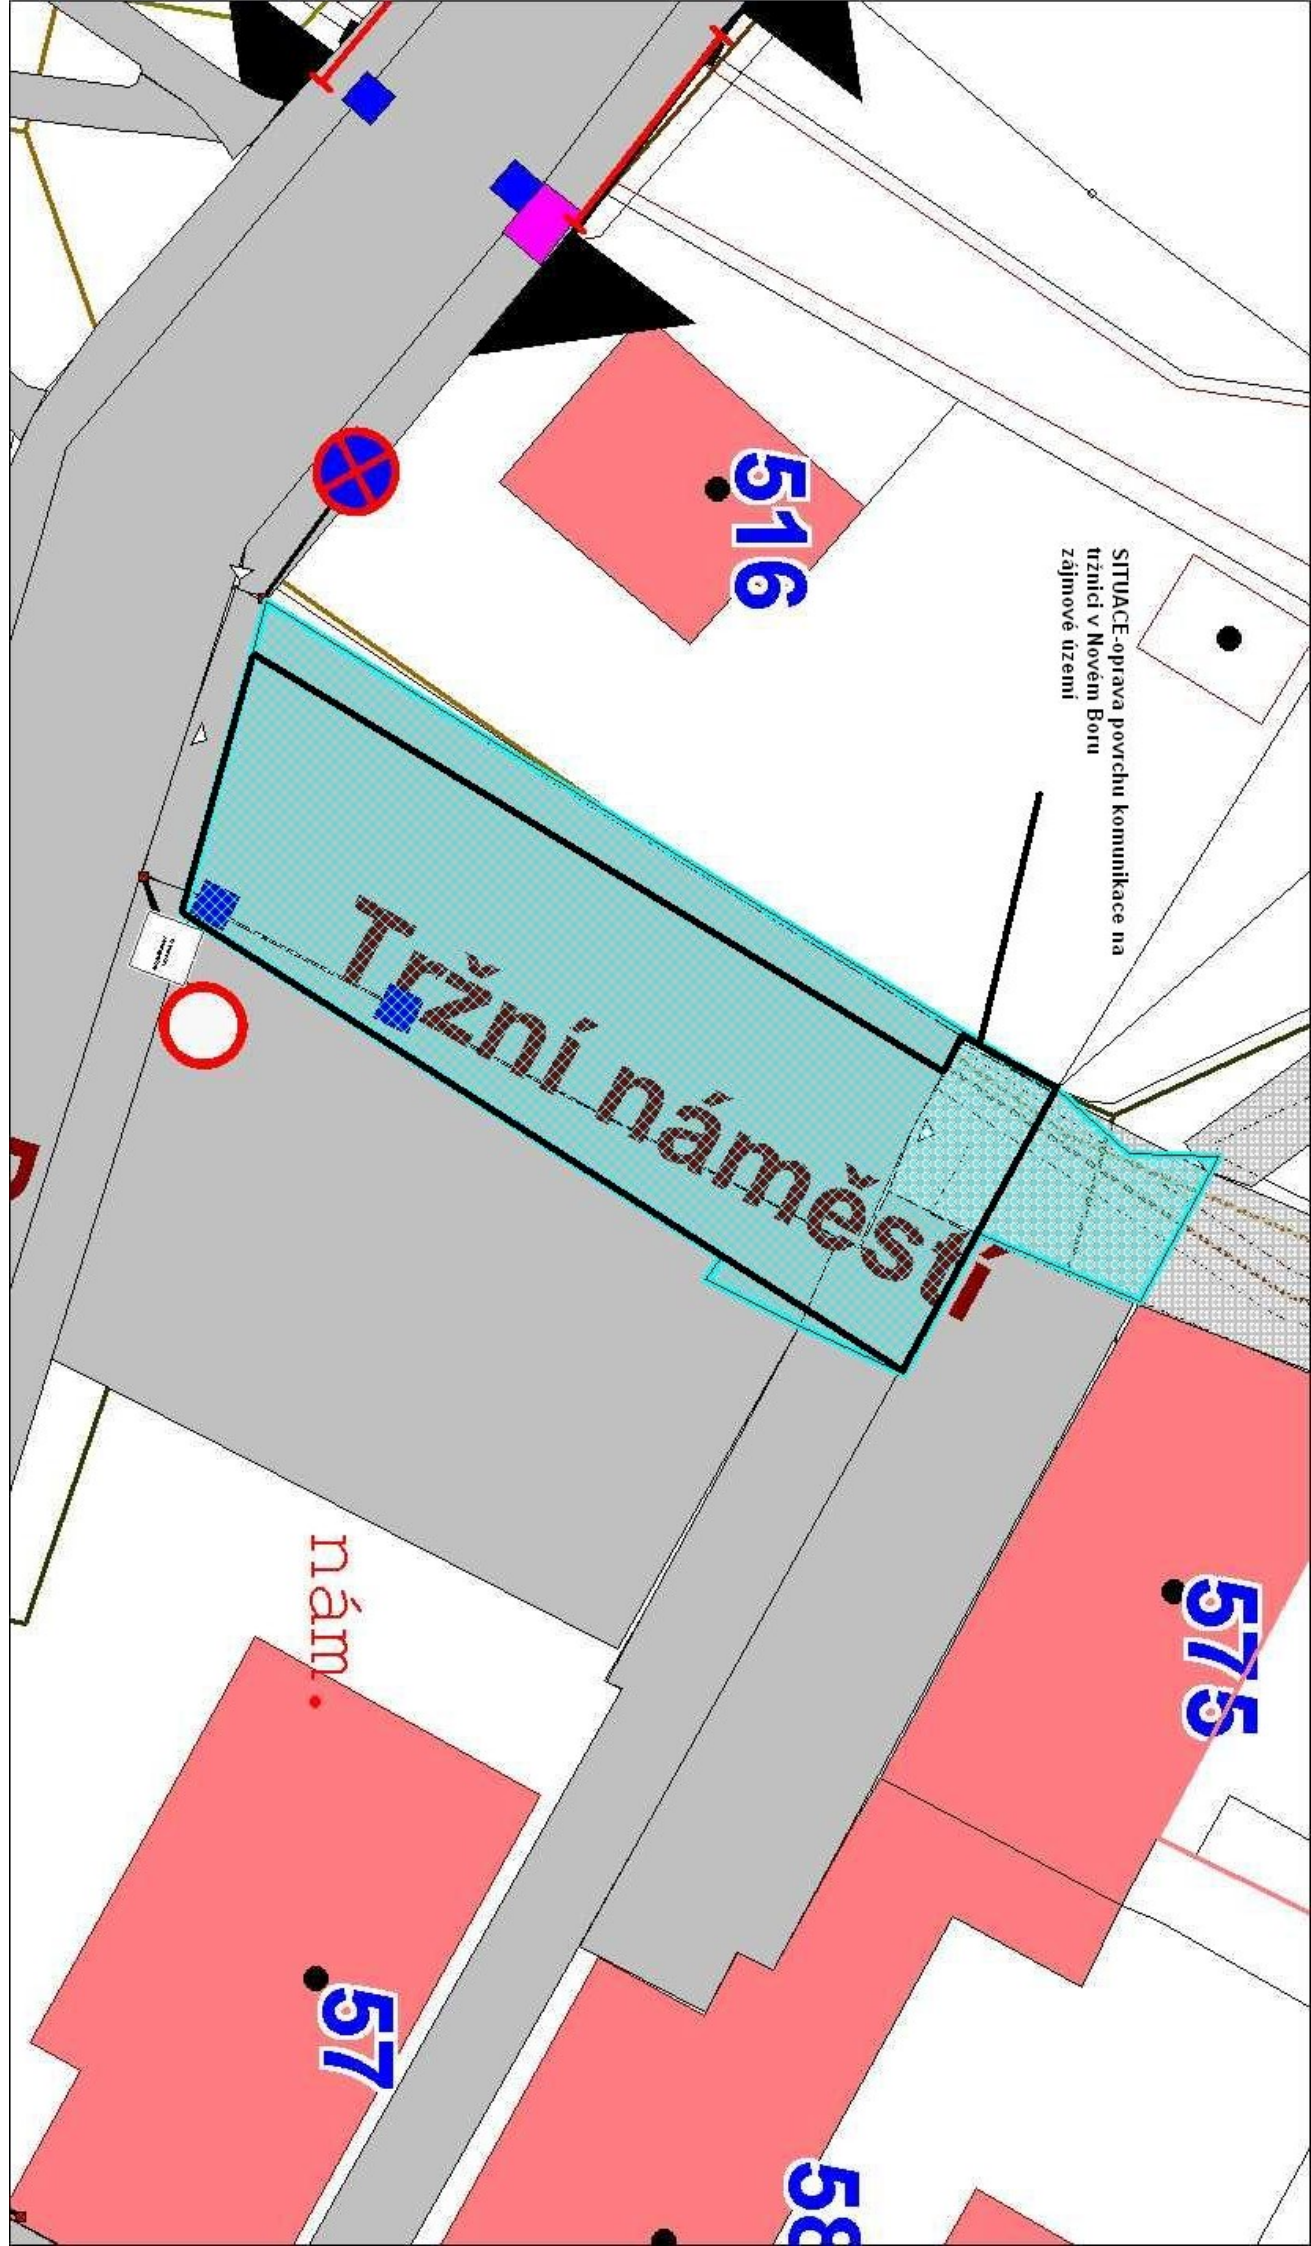 SITUACE-oprava povrchu komunikace na
tržnici v Novém Boru
zájmové území
516
Tržní náměstí
575
nám.
57
58